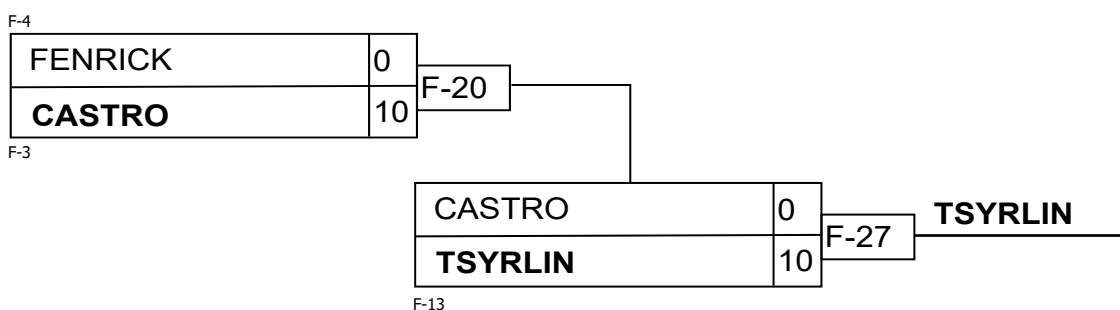 F-4
FENRICK 0
F-20
CASTRO 10
F-3
CASTRO 0
TSYRLIN
F-27
TSYRLIN 10
F-13